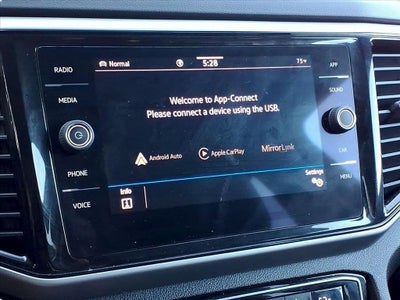 RADIO
MEDIA
PHONE
VOICE
Normal
5:28
75°
Welcome to App-Connect
Please connect a device using the USB.
Android Auto
Apple CarPlay
MirrorLink
Info
Settings
APP
SOUND
CAR
MENU